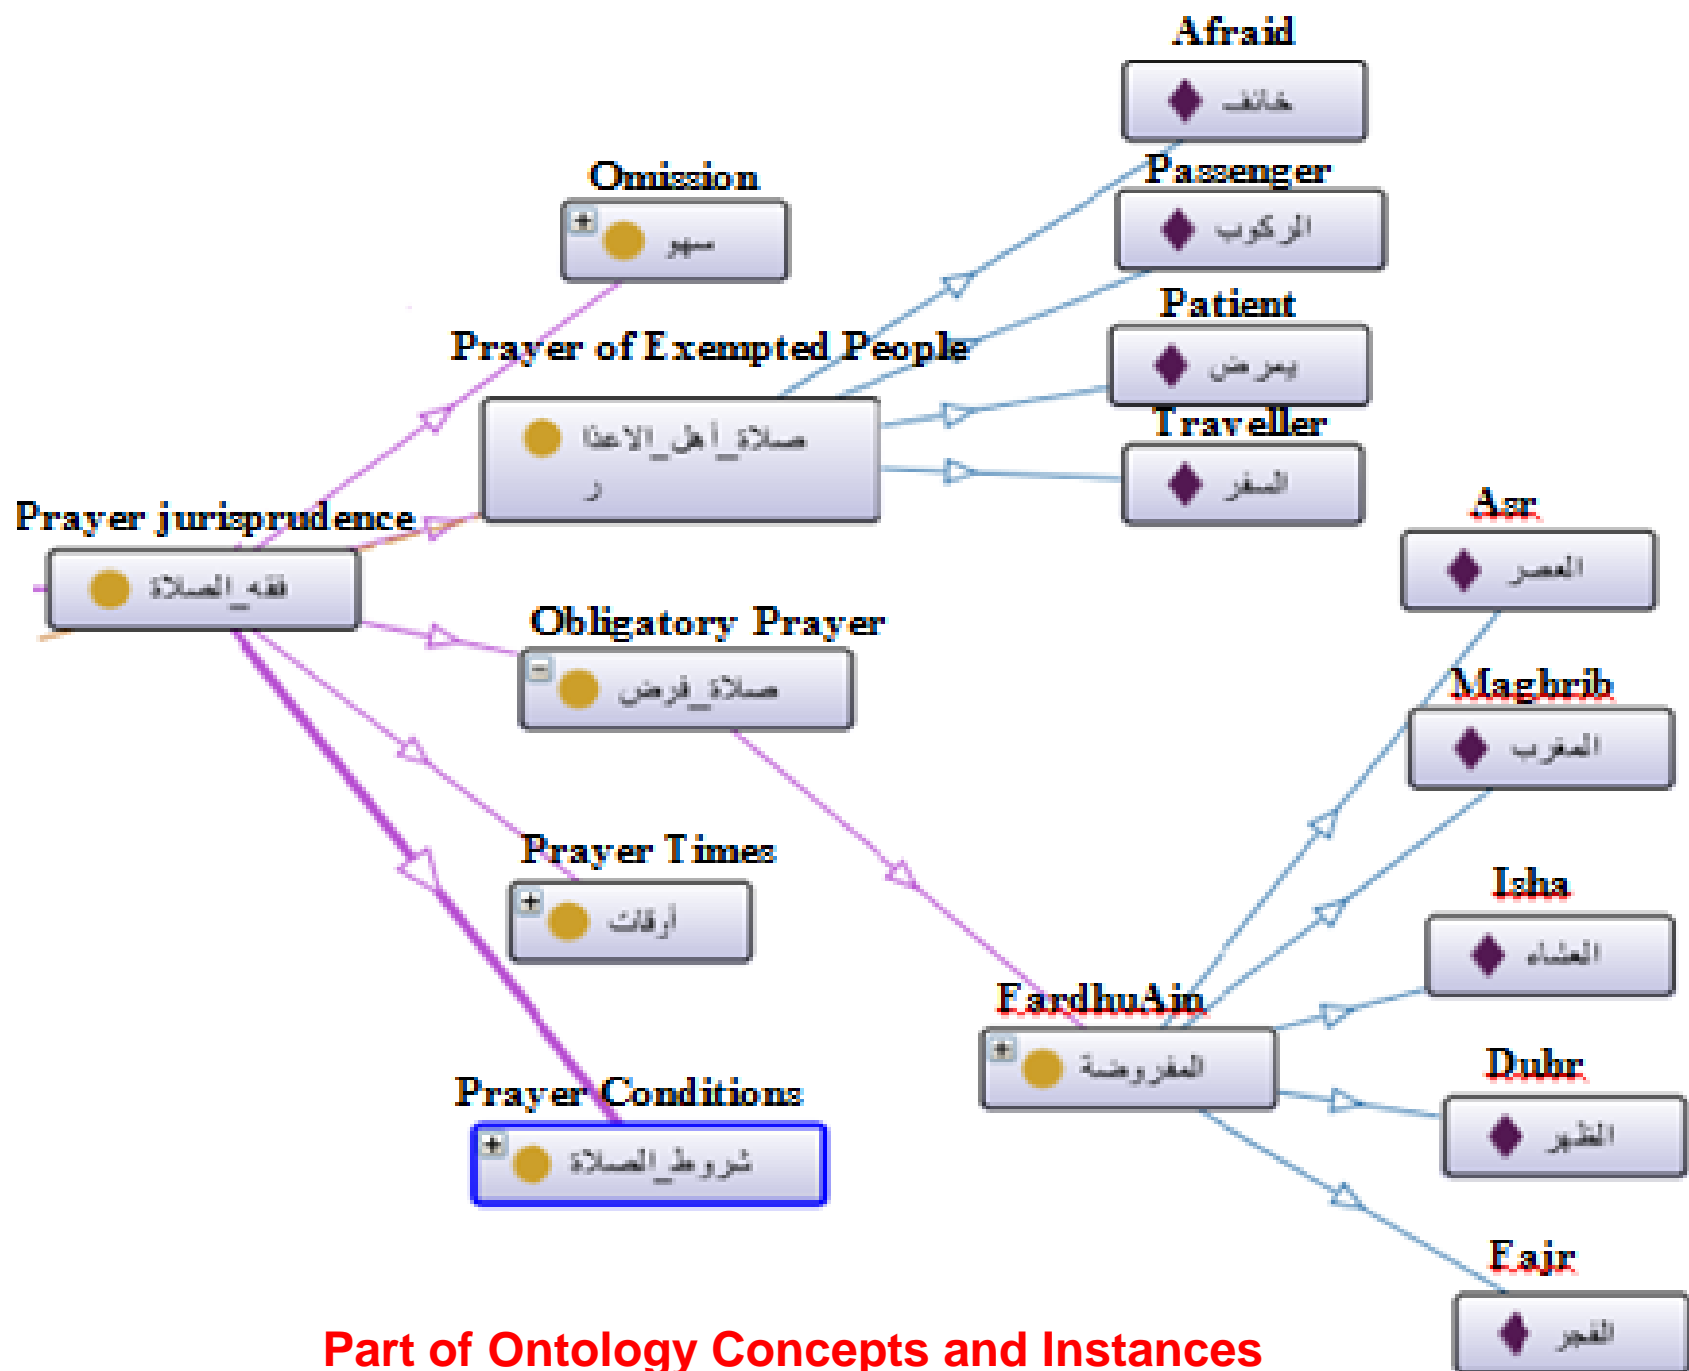 Afraid
خائف
Passenger
الركوب
Omission
سهو
Patient
يمرض
Prayer of Exempted People
صلاة_أهل_الاعذا
ر
Traveller
السفر
Prayer jurisprudence
فقه_الصلاة
Asr
العصر
Obligatory Prayer
صلاة_فرض
Maghrib
المغرب
Prayer Times
أوقات
Isha
العشاء
FardhuAin
المفروضة
Duhr
الظهر
Prayer Conditions
شروط_الصلاة
Fajr
الفجر
Part of Ontology Concepts and Instances